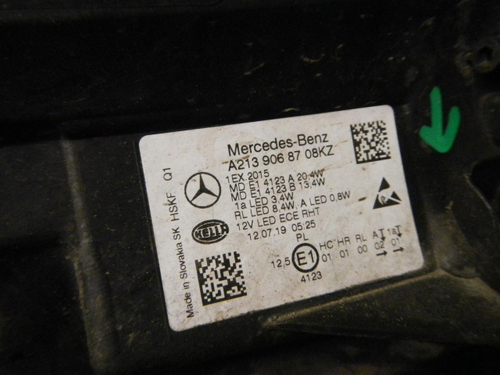 Mercedes-Benz
A213 906 87 08KZ
1EX 2015
MD E1 4123 A 20,4W
MD E1 4123 B 13,4W
1a LED 3,4W
RL LED 8,4W, A LED 0,8W
12V LED ECE RHT
12.07.19 05:25
PL
12,5 E1 HC HR RL AT 1aT
01 01 00 02 01
4123
HELLA
Made in Slovakia SK HSKF Q1